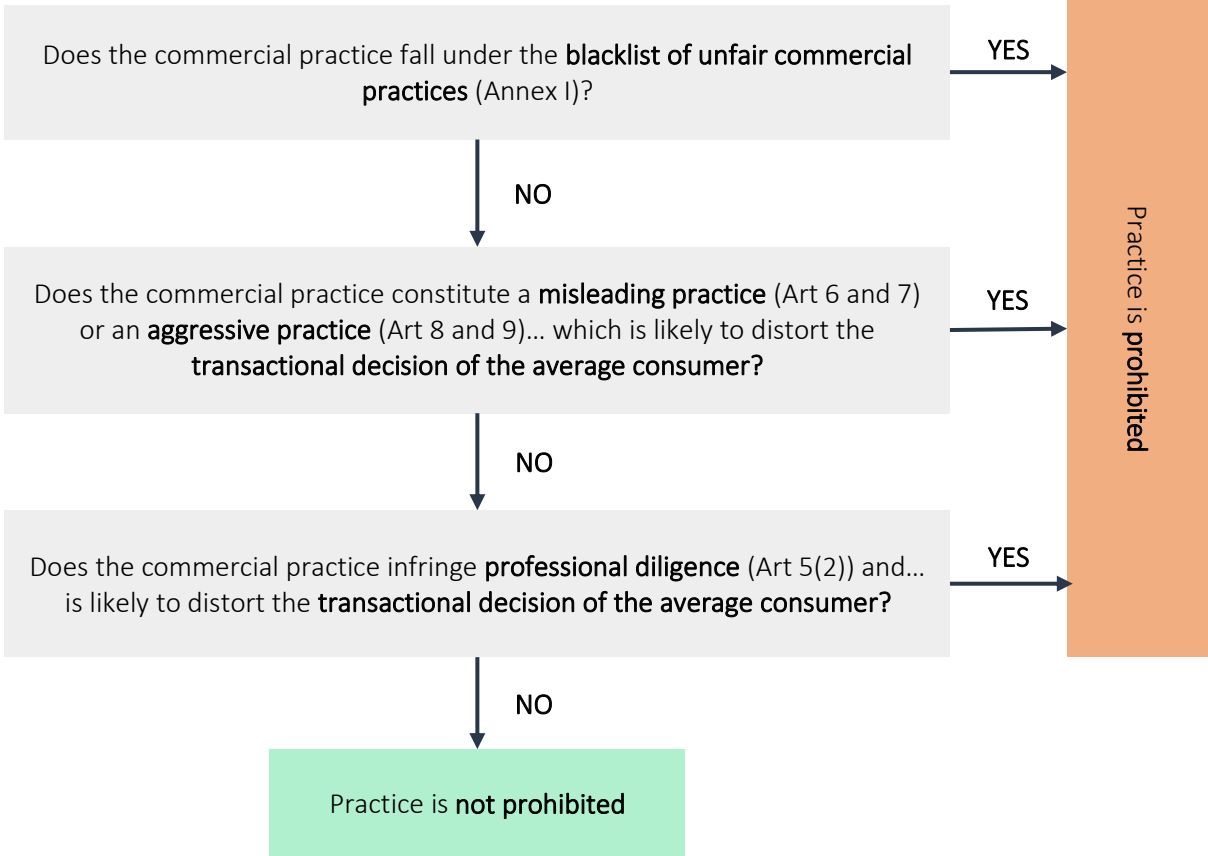 Does the commercial practice fall under the blacklist of unfair commercial
practices (Annex I)?
YES
NO
Does the commercial practice constitute a misleading practice (Art 6 and 7)
or an aggressive practice (Art 8 and 9)... which is likely to distort the
transactional decision of the average consumer?
YES
NO
Does the commercial practice infringe professional diligence (Art 5(2)) and...
is likely to distort the transactional decision of the average consumer?
YES
NO
Practice is not prohibited
Practice is prohibited